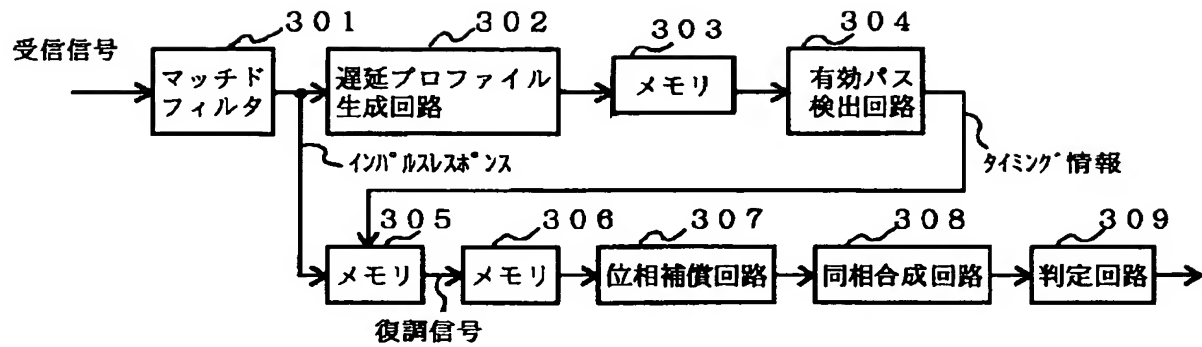 301
302
303
304
受信信号
マッチド
フィルタ
遅延プロファイル
生成回路
メモリ
有効パス
検出回路
インパルスレスポンス
タイミング情報
305
306
307
308
309
メモリ
メモリ
位相補償回路
同相合成回路
判定回路
復調信号